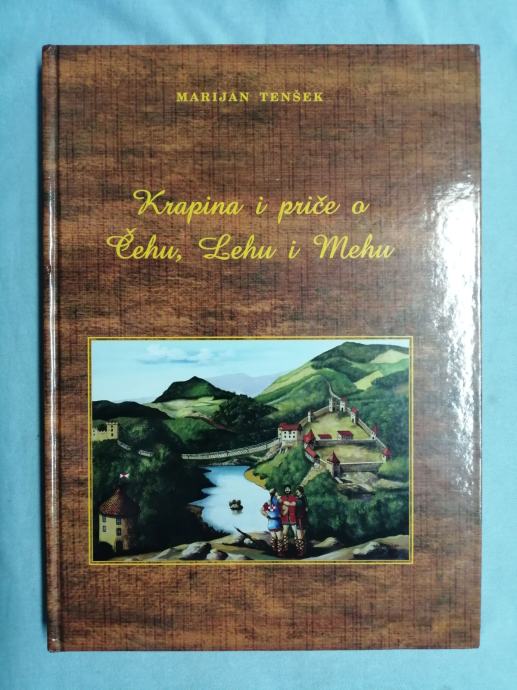 MARIJAN TENŠEK
Krapina i priče o
Čehu, Lehu i Mehu